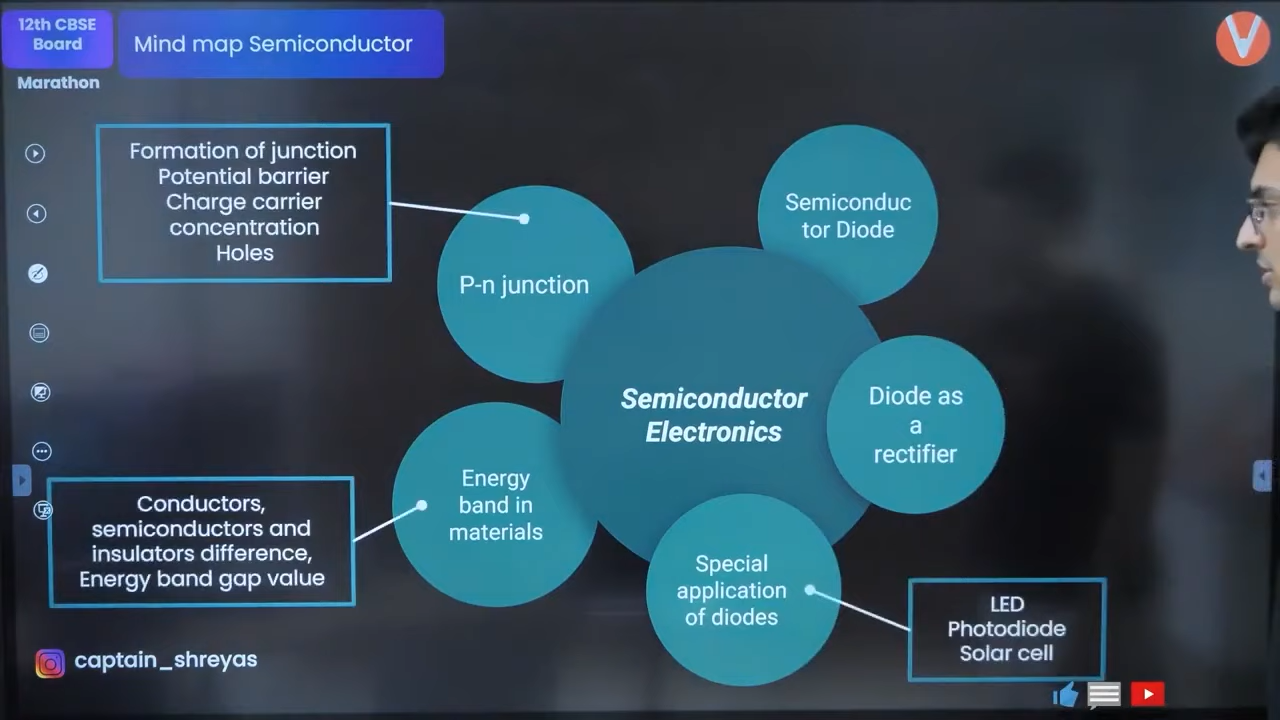 12th CBSE
Board
Marathon
Mind map Semiconductor
V
Formation of junction
Potential barrier
Charge carrier
concentration
Holes
P-n junction
Semiconduc
tor Diode
Semiconductor
Electronics
Diode as
a
rectifier
Energy
band in
materials
Conductors,
semiconductors and
insulators difference,
Energy band gap value
Special
application
of diodes
LED
Photodiode
Solar cell
captain_shreyas